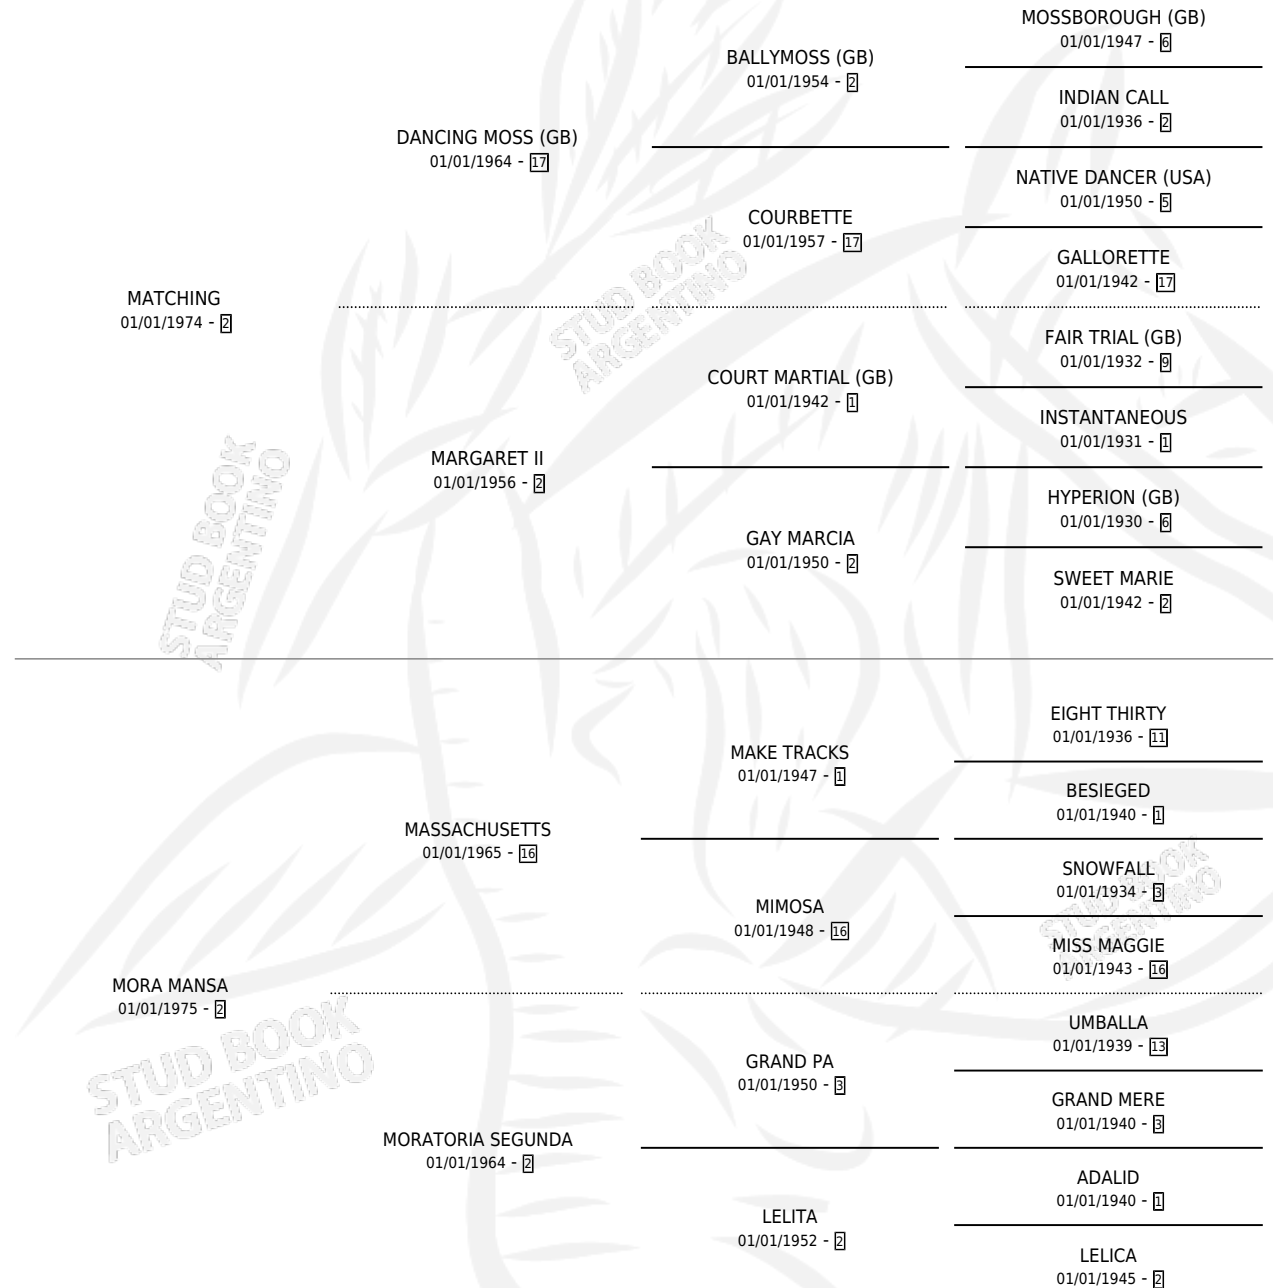 MOSSBOROUGH (GB)
01/01/1947 - 6
BALLYMOSS (GB)
01/01/1954 - 2
INDIAN CALL
01/01/1936 - 2
DANCING MOSS (GB)
01/01/1964 - 17
NATIVE DANCER (USA)
01/01/1950 - 5
COURBETTE
01/01/1957 - 17
GALLORETTE
01/01/1942 - 17
MATCHING
01/01/1974 - 2
FAIR TRIAL (GB)
01/01/1932 - 9
COURT MARTIAL (GB)
01/01/1942 - 1
INSTANTANEOUS
01/01/1931 - 1
MARGARET II
01/01/1956 - 2
HYPERION (GB)
01/01/1930 - 6
GAY MARCIA
01/01/1950 - 2
SWEET MARIE
01/01/1942 - 2
STUD BOOK
ARGENTINO
STUD BOOK
ARGENTINO
EIGHT THIRTY
01/01/1936 - 11
MAKE TRACKS
01/01/1947 - 1
BESIEGED
01/01/1940 - 1
MASSACHUSETTS
01/01/1965 - 16
SNOWFALL
01/01/1934 - 3
MIMOSA
01/01/1948 - 16
MISS MAGGIE
01/01/1943 - 16
MORA MANSA
01/01/1975 - 2
UMBALLA
01/01/1939 - 13
GRAND PA
01/01/1950 - 3
GRAND MERE
01/01/1940 - 3
MORATORIA SEGUNDA
01/01/1964 - 2
ADALID
01/01/1940 - 1
LELITA
01/01/1952 - 2
LELICA
01/01/1945 - 2
STUD BOOK
ARGENTINO
STUD BOOK
ARGENTINO